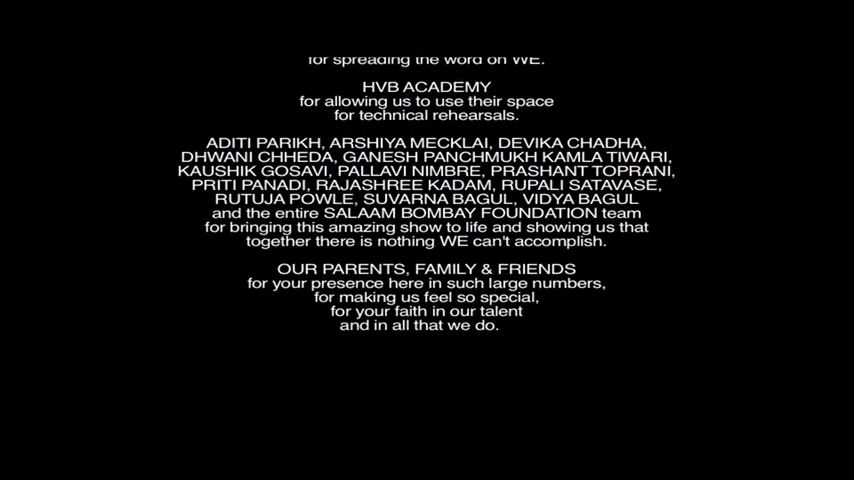 for spreading the word on WE.
HVB ACADEMY
for allowing us to use their space
for technical rehearsals.
ADITI PARIKH, ARSHIYA MECKLAI, DEVIKA CHADHA,
DHWANI CHHEDA, GANESH PANCHMUKH KAMLA TIWARI,
KAUSHIK GOSAVI, PALLAVI NIMBRE, PRASHANT TOPRANI,
PRITI PANADI, RAJASHREE KADAM, RUPALI SATAVASE,
RUTUJA POWLE, SUVARNA BAGUL, VIDYA BAGUL
and the entire SALAAM BOMBAY FOUNDATION team
for bringing this amazing show to life and showing us that
together there is nothing WE can't accomplish.
OUR PARENTS, FAMILY & FRIENDS
for your presence here in such large numbers,
for making us feel so special,
for your faith in our talent
and in all that we do.